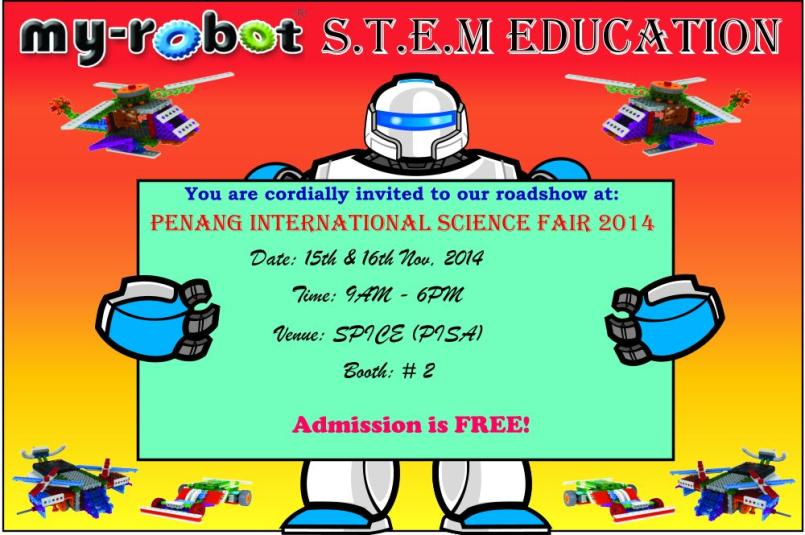 my-robot S.T.E.M EDUCATION
You are cordially invited to our roadshow at:
PENANG INTERNATIONAL SCIENCE FAIR 2014
Date: 15th & 16th Nov, 2014
Time: 9AM - 6PM
Venue: SPICE (PISA)
Booth: # 2
Admission is FREE!